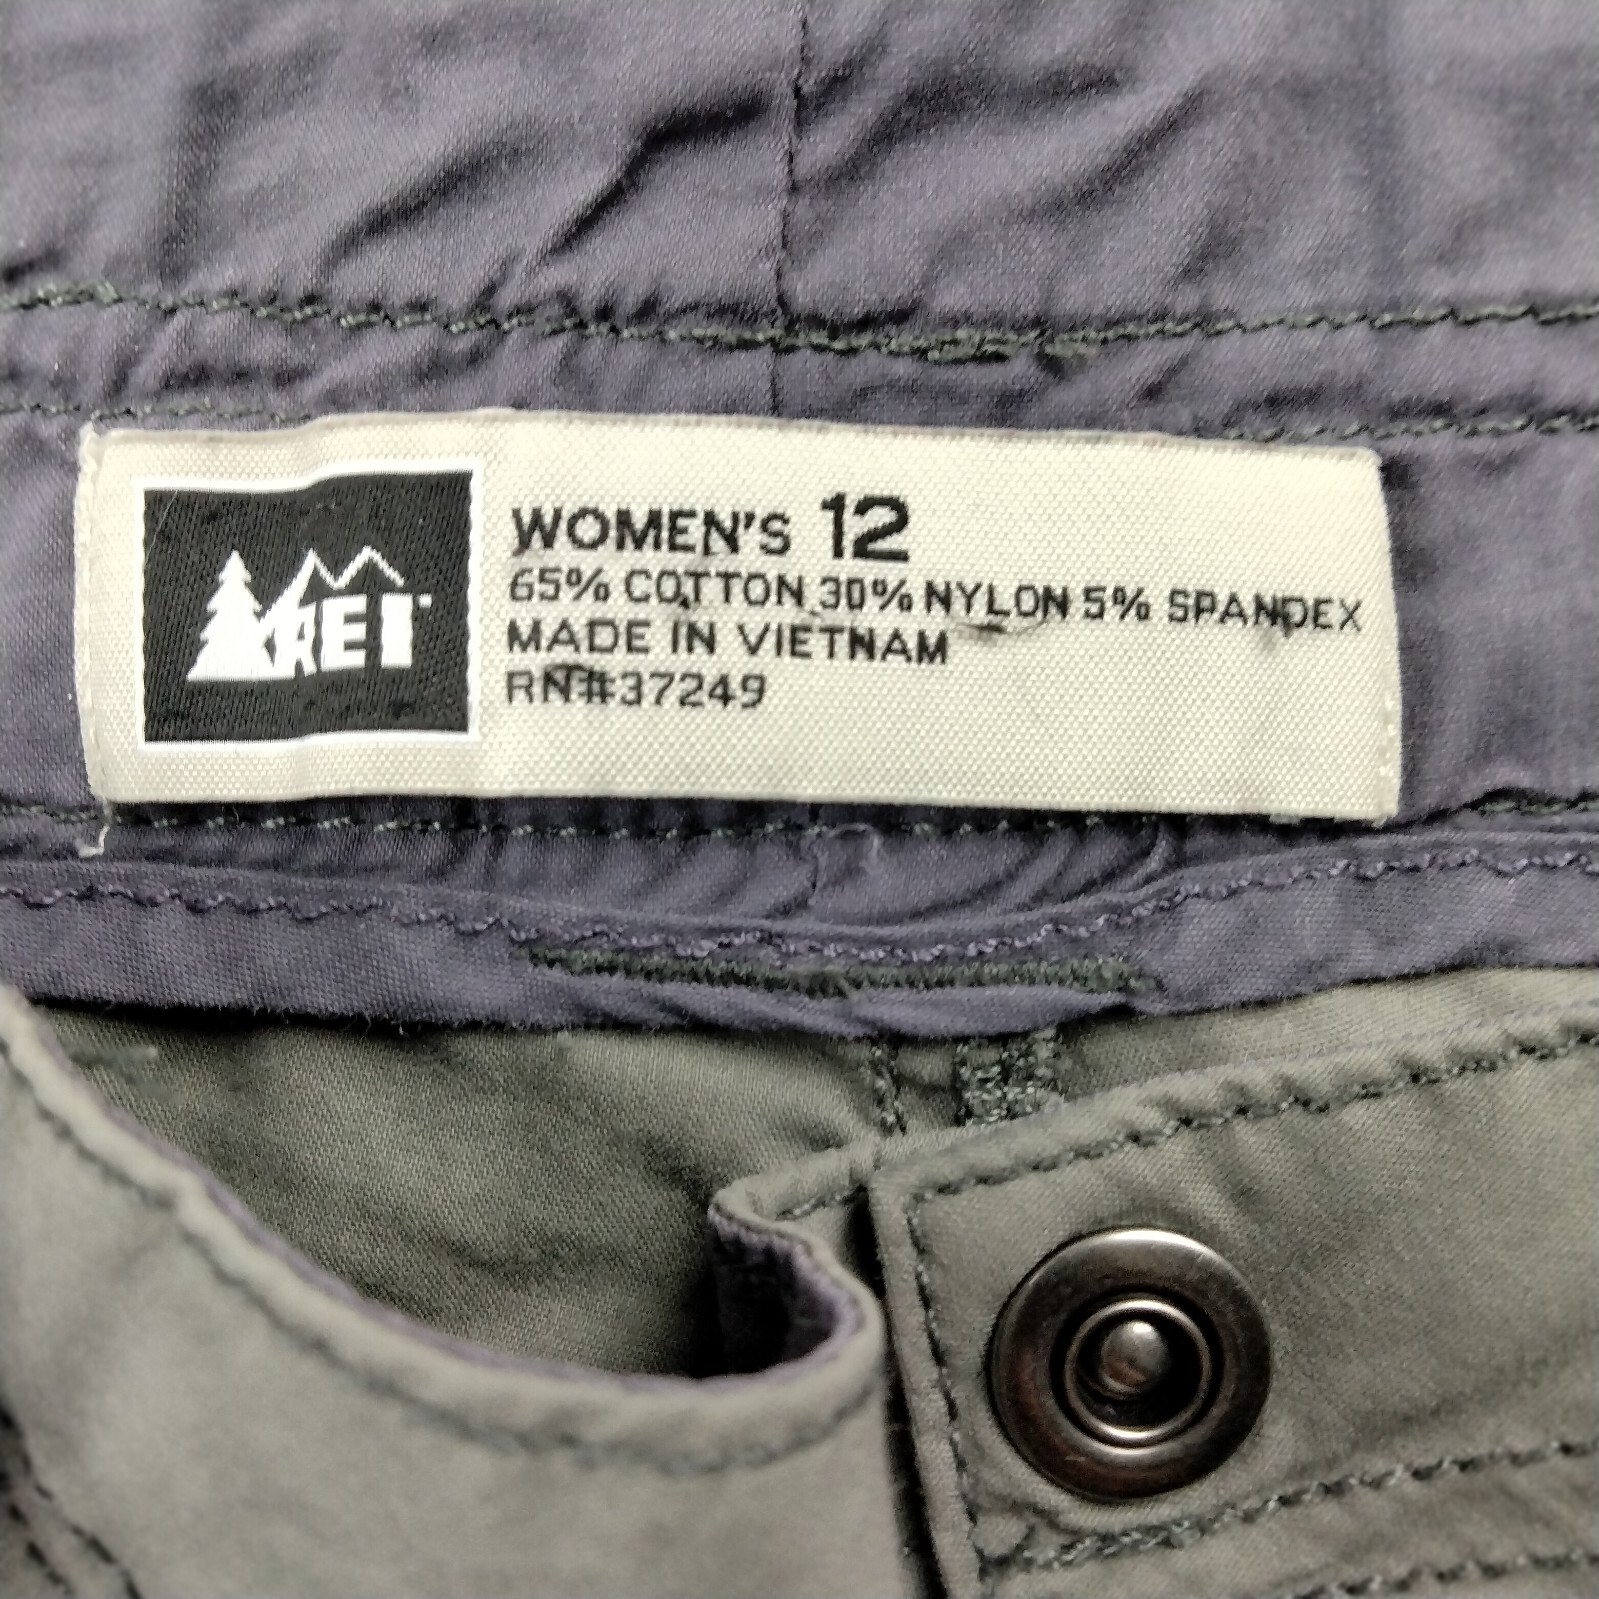 REI
WOMEN'S 12
65% COTTON 30% NYLON 5% SPANDEX
MADE IN VIETNAM
RN#37249